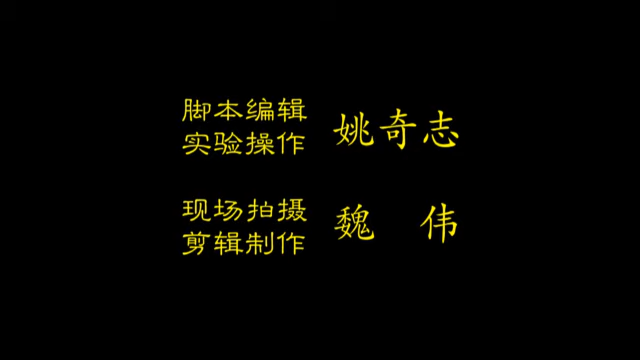 脚本编辑
实验操作
姚奇志
现场拍摄
剪辑制作
魏 伟